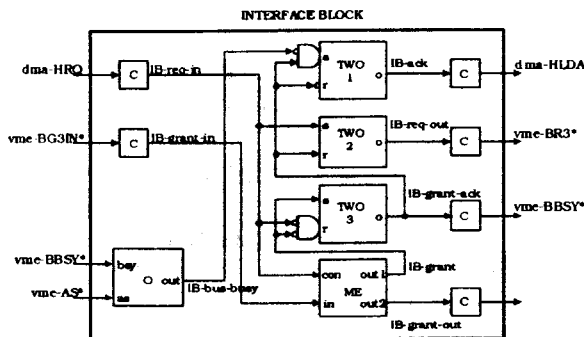 INTERFACE BLOCK
dma-HRQ
C
IB-req-in
TWO
1
a
r
o
IB-ack
C
dma-HLDA
vme-BG3IN*
C
IB-grant-in
TWO
2
a
r
o
IB-req-out
C
vme-BR3*
TWO
3
a
r
o
IB-grant-ack
C
vme-BBSY*
vme-BBSY*
bsy
O
out
vme-AS*
as
IB-bus-busy
con
out 1
IB-grant
in
ME
out2
C
IB-grant-out